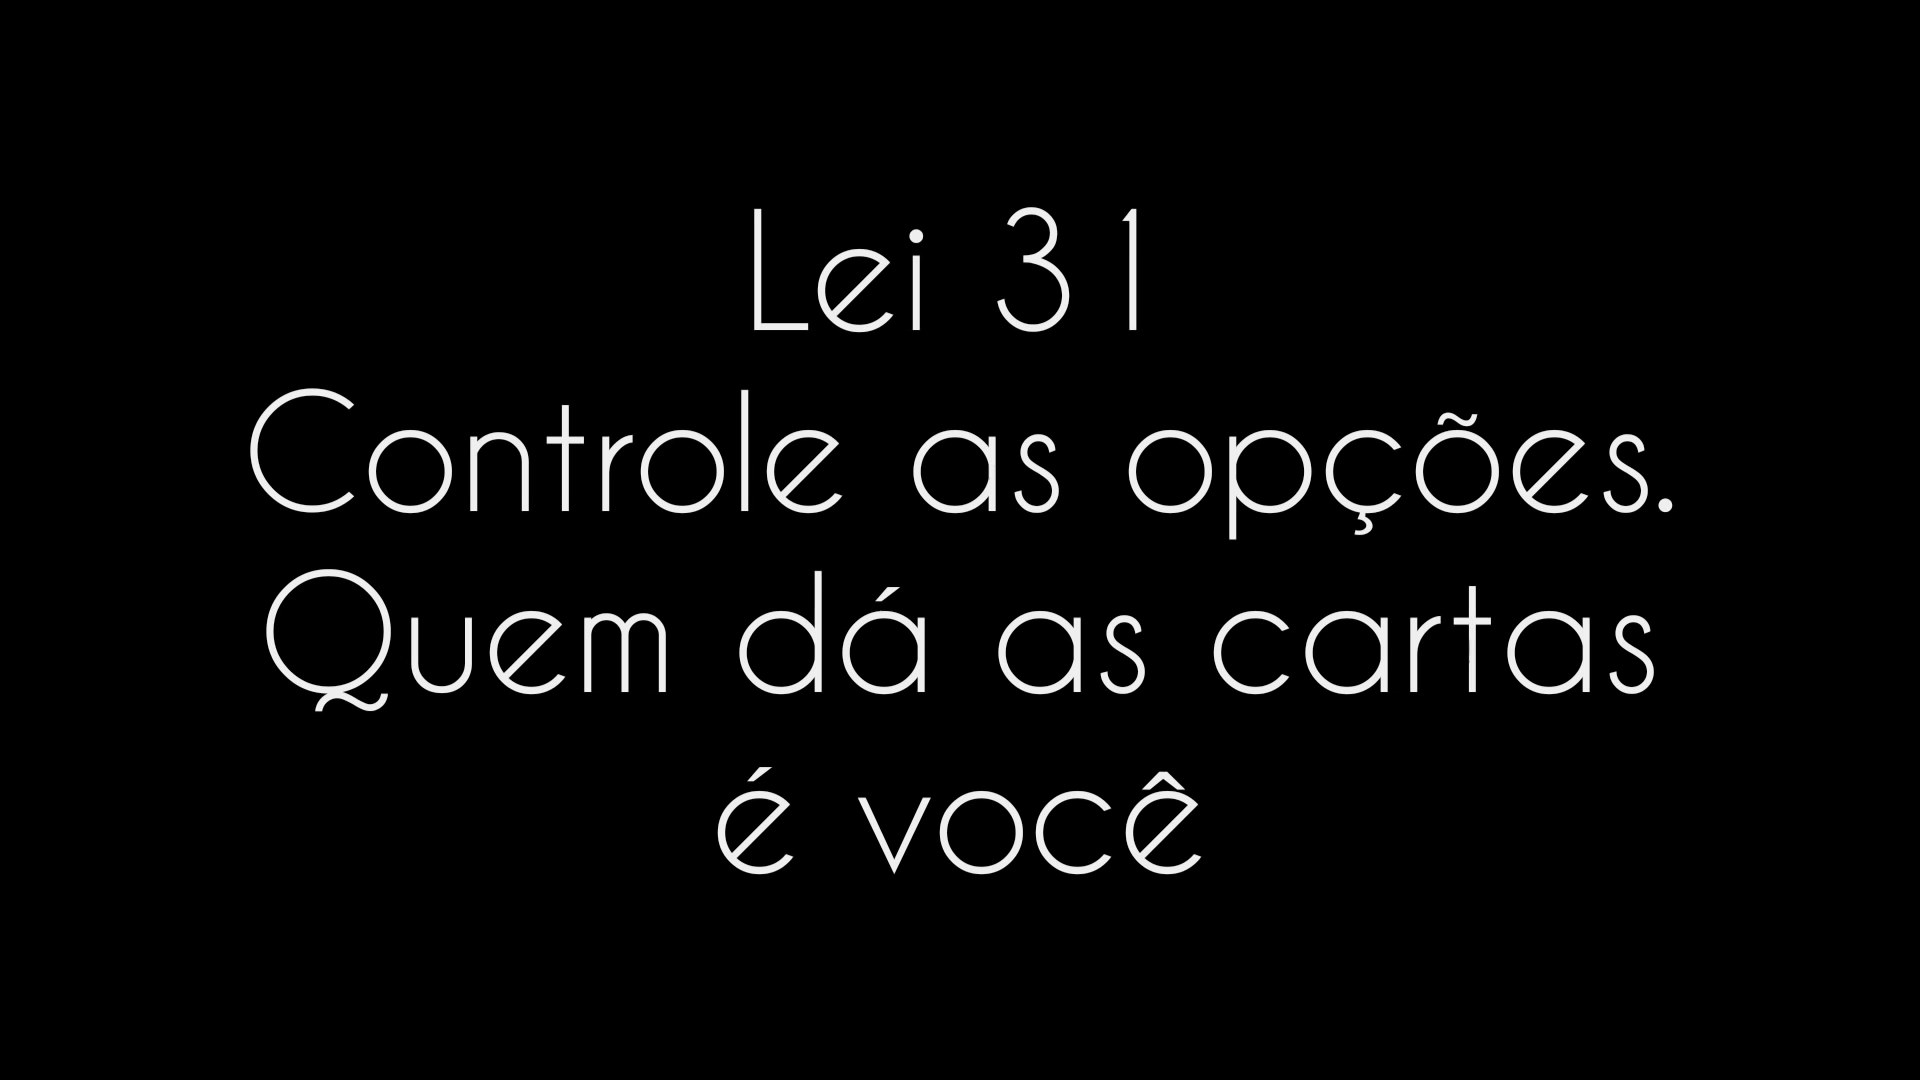 Lei 31
Controle as opções.
Quem dá as cartas
é você